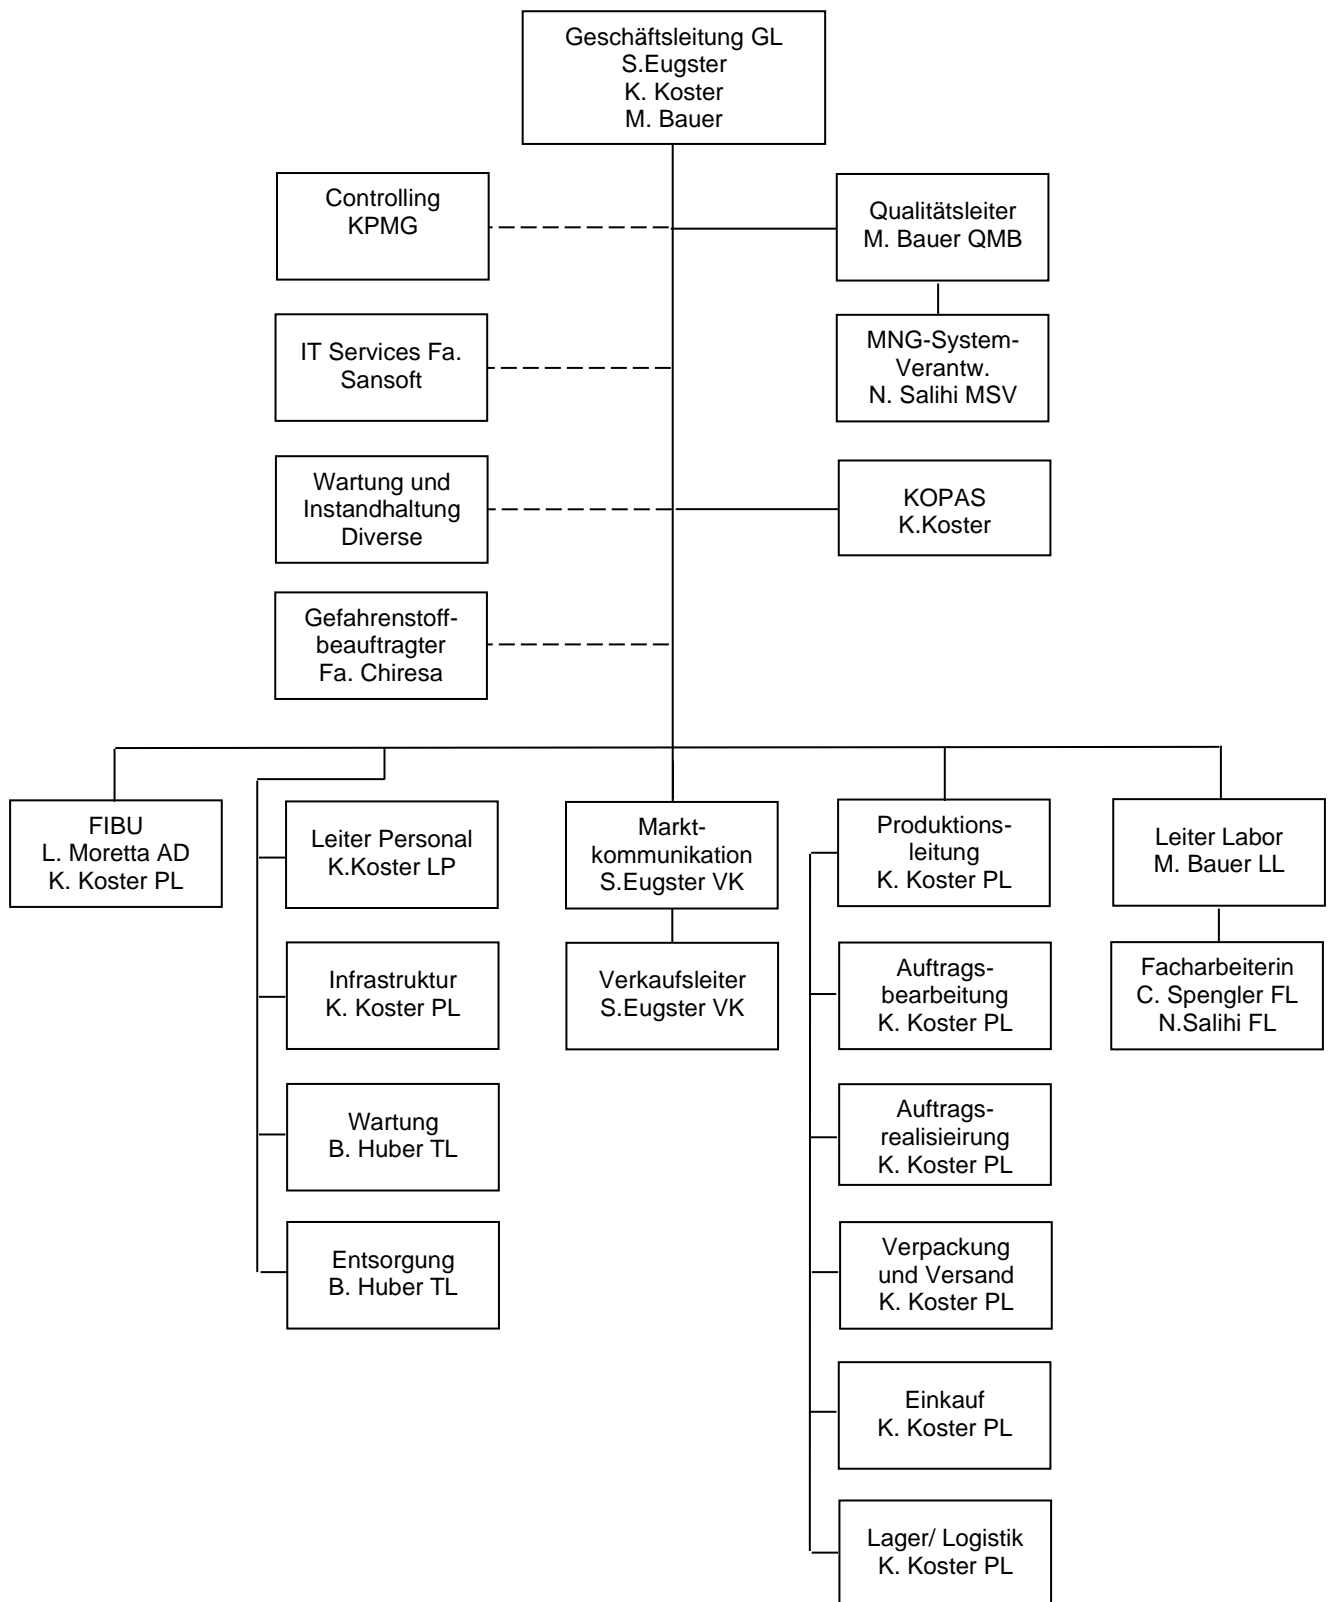 Geschäftsleitung GL
S.Eugster
K. Koster
M. Bauer
Controlling
KPMG
Qualitätsleiter
M. Bauer QMB
IT Services Fa.
Sansoft
MNG-System-
Verantw.
N. Salihi MSV
Wartung und
Instandhaltung
Diverse
KOPAS
K.Koster
Gefahrenstoff-
beauftragter
Fa. Chiresa
FIBU
L. Moretta AD
K. Koster PL
Leiter Personal
K.Koster LP
Infrastruktur
K. Koster PL
Wartung
B. Huber TL
Entsorgung
B. Huber TL
Markt-
kommunikation
S.Eugster VK
Verkaufsleiter
S.Eugster VK
Produktions-
leitung
K. Koster PL
Auftrags-
bearbeitung
K. Koster PL
Auftrags-
realisieirung
K. Koster PL
Verpackung
und Versand
K. Koster PL
Einkauf
K. Koster PL
Lager/ Logistik
K. Koster PL
Leiter Labor
M. Bauer LL
Facharbeiterin
C. Spengler FL
N.Salihi FL